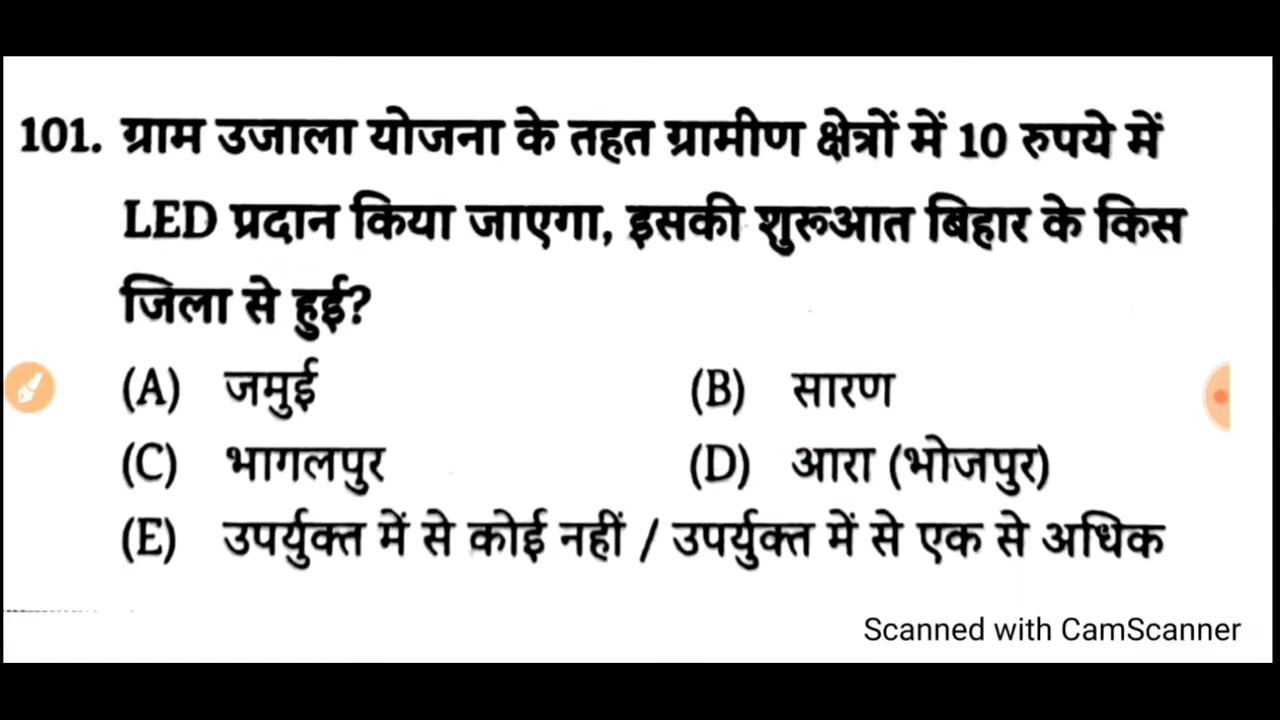 101. ग्राम उजाला योजना के तहत ग्रामीण क्षेत्रों में 10 रुपये में
LED प्रदान किया जाएगा, इसकी शुरूआत बिहार के किस
जिला से हुई?
(A) जमुई (B) सारण
(C) भागलपुर (D) आरा (भोजपुर)
(E) उपर्युक्त में से कोई नहीं / उपर्युक्त में से एक से अधिक
Scanned with CamScanner